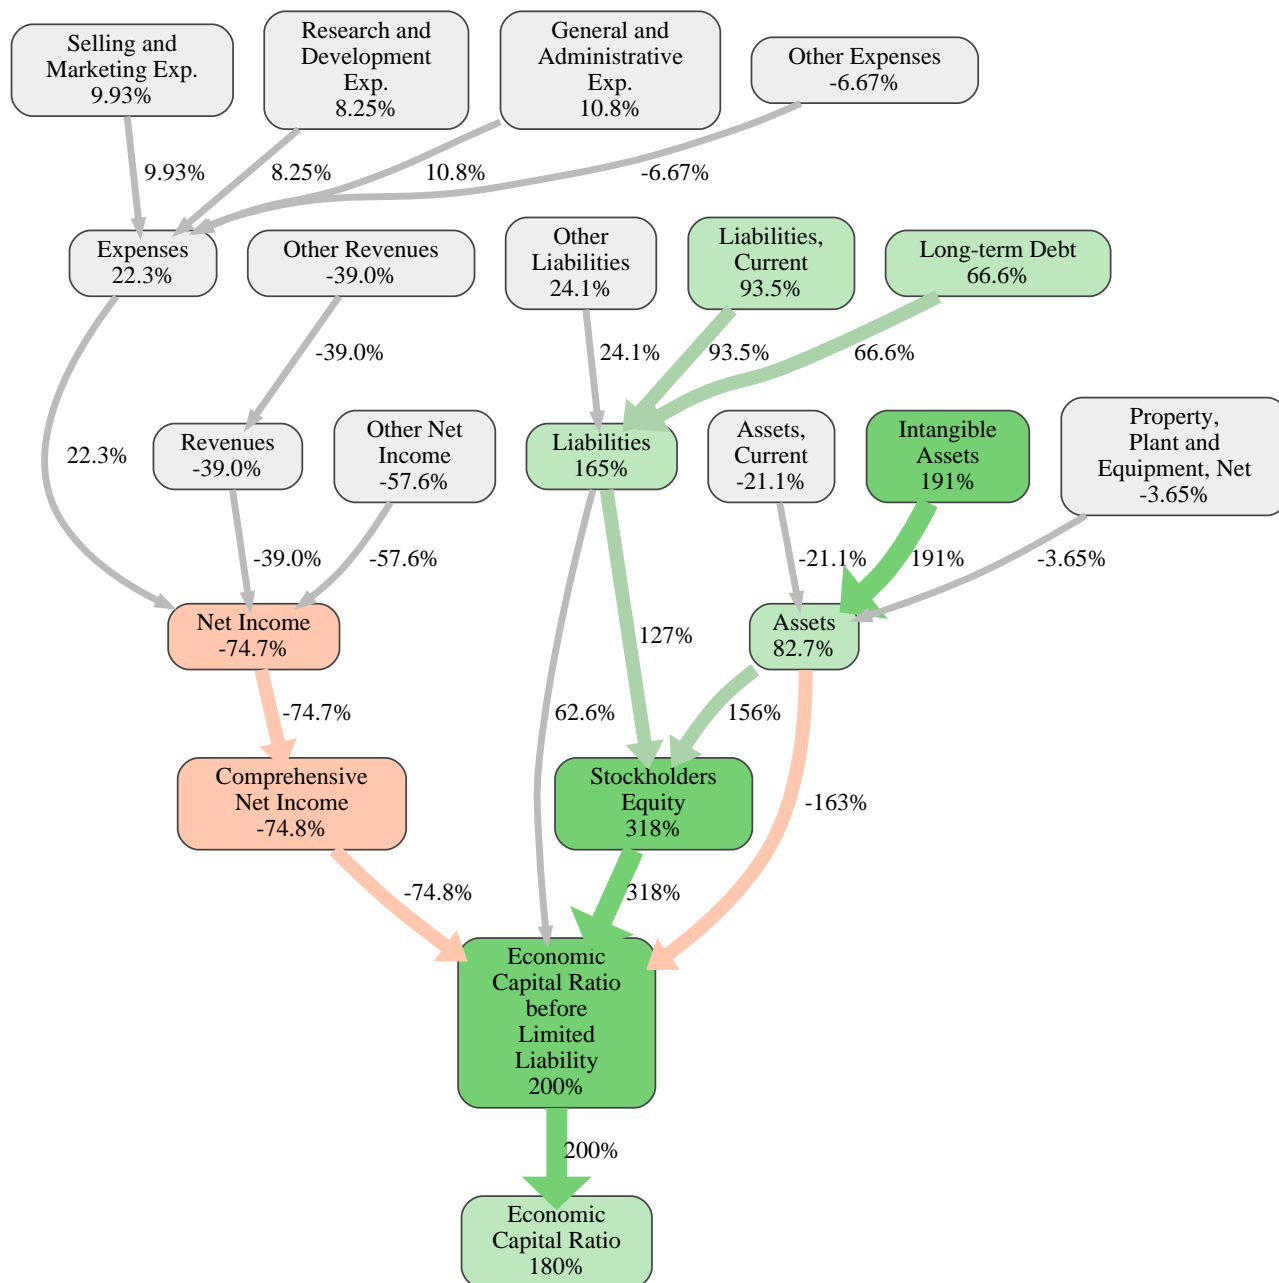 Selling and
Marketing Exp.
9.93%
Research and
Development
Exp.
8.25%
General and
Administrative
Exp.
10.8%
Other Expenses
-6.67%
9.93%
8.25%
10.8%
-6.67%
Expenses
22.3%
Other Revenues
-39.0%
Other
Liabilities
24.1%
Liabilities,
Current
93.5%
Long-term Debt
66.6%
-39.0%
24.1%
93.5%
66.6%
22.3%
Revenues
-39.0%
Other Net
Income
-57.6%
Liabilities
165%
Assets,
Current
-21.1%
Intangible
Assets
191%
Property,
Plant and
Equipment, Net
-3.65%
-39.0%
-57.6%
-21.1%
191%
-3.65%
Net Income
-74.7%
127%
Assets
82.7%
-74.7%
62.6%
156%
Comprehensive
Net Income
-74.8%
Stockholders
Equity
318%
-163%
-74.8%
318%
Economic
Capital Ratio
before
Limited
Liability
200%
200%
Economic
Capital Ratio
180%